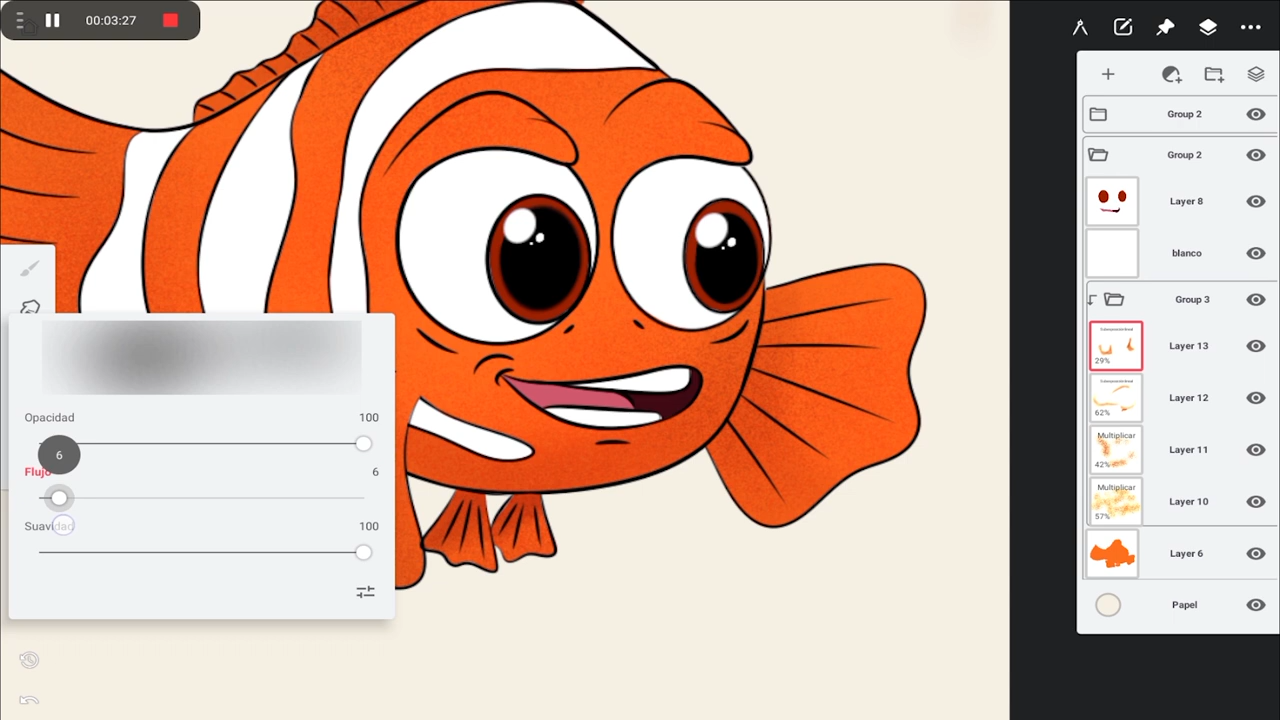 00:03:27
Group 2
Group 2
Layer 8
blanco
Group 3
29%
Layer 13
62%
Layer 12
Multiplicar
42%
Layer 11
Multiplicar
57%
Layer 10
Layer 6
Papel
Opacidad 100
6
Flujo 6
Suavidad 100